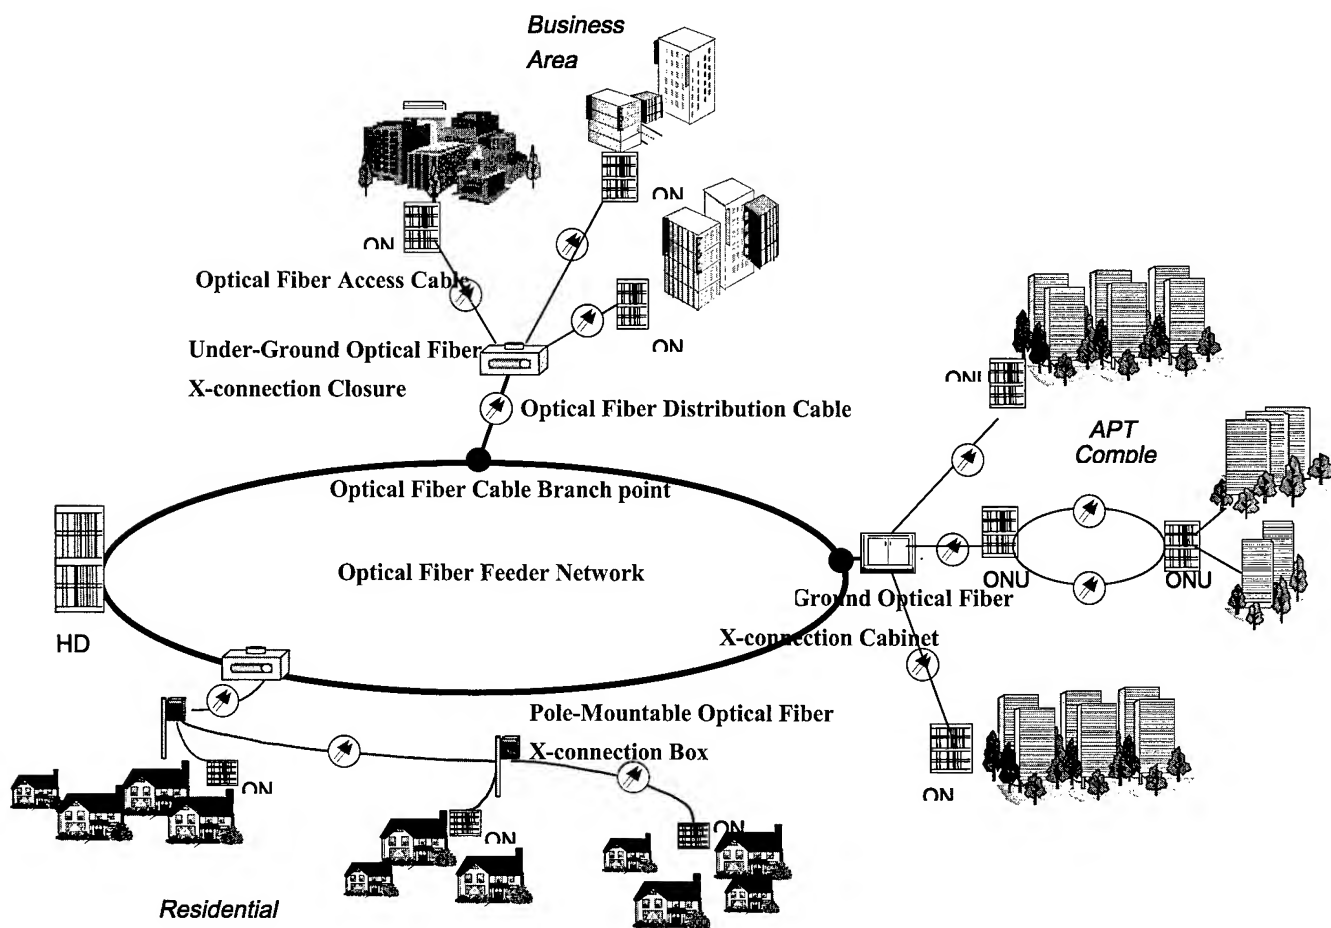 Business
Area
ON
ON
Optical Fiber Access Cable
ON
Under-Ground Optical Fiber
X-connection Closure
Optical Fiber Distribution Cable
ONU
APT
Comple
Optical Fiber Cable Branch point
Optical Fiber Feeder Network
ONU
ONU
Ground Optical Fiber
X-connection Cabinet
HD
Pole-Mountable Optical Fiber
X-connection Box
ON
ON
ON
ON
Residential